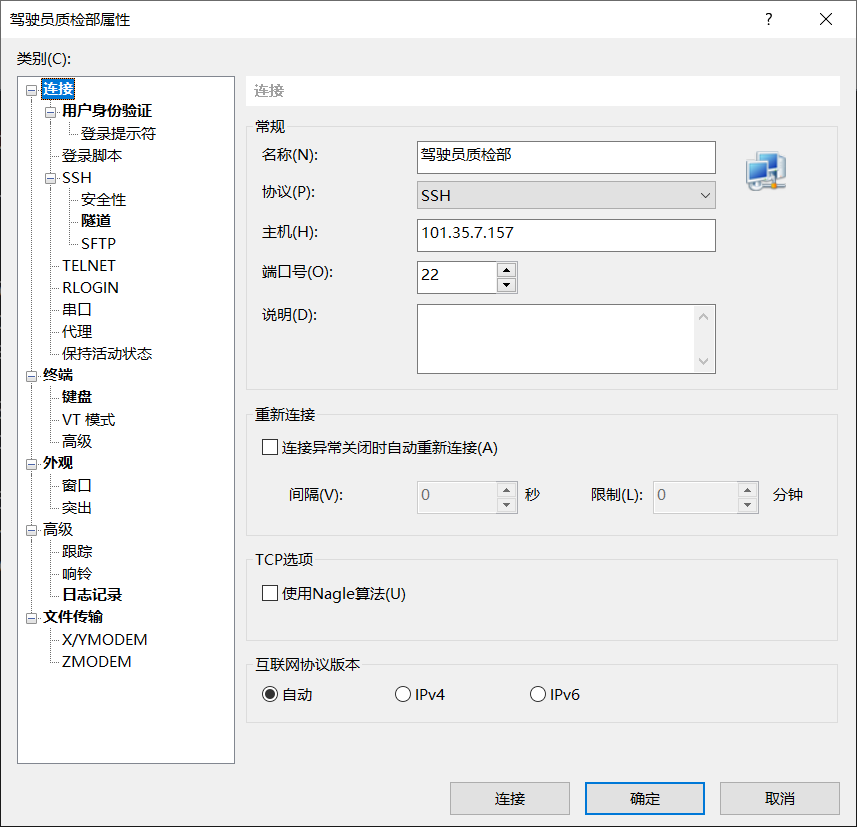 驾驶员质检部属性
?
类别(C):
连接
用户身份验证
登录提示符
登录脚本
SSH
安全性
隧道
SFTP
TELNET
RLOGIN
串口
代理
保持活动状态
终端
键盘
VT 模式
高级
外观
窗口
突出
高级
跟踪
响铃
日志记录
文件传输
X/YMODEM
ZMODEM
连接
常规
名称(N): 驾驶员质检部
协议(P): SSH
主机(H): 101.35.7.157
端口号(O): 22
说明(D):
重新连接
连接异常关闭时自动重新连接(A)
间隔(V): 0 秒 限制(L): 0 分钟
TCP选项
使用Nagle算法(U)
互联网协议版本
自动 IPv4 IPv6
连接 确定 取消